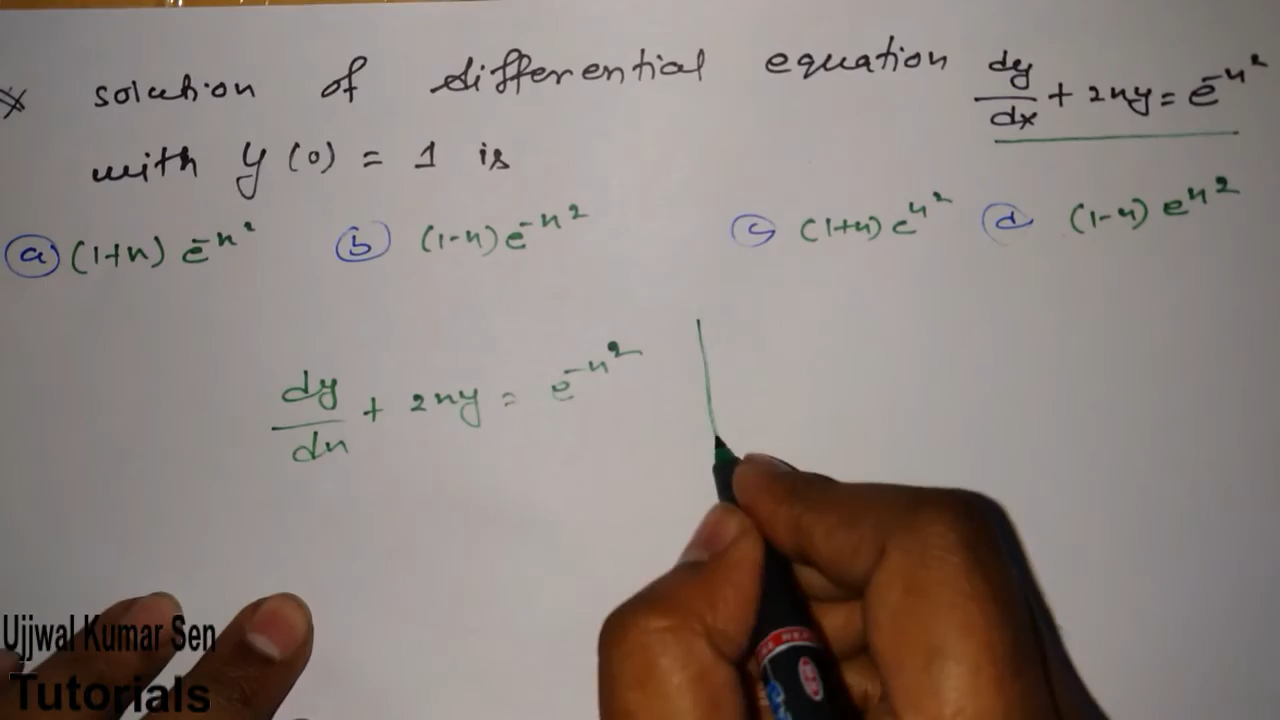 * solution of differential equation dy/dx + 2xy = e^-x^2
with y(0) = 1 is
(a) (1+x) e^-x^2 (b) (1-x) e^-x^2 (c) (1+x) e^x^2 (d) (1-x) e^x^2
dy/dx + 2xy = e^-x^2
Ujjwal Kumar Sen
Tutorials